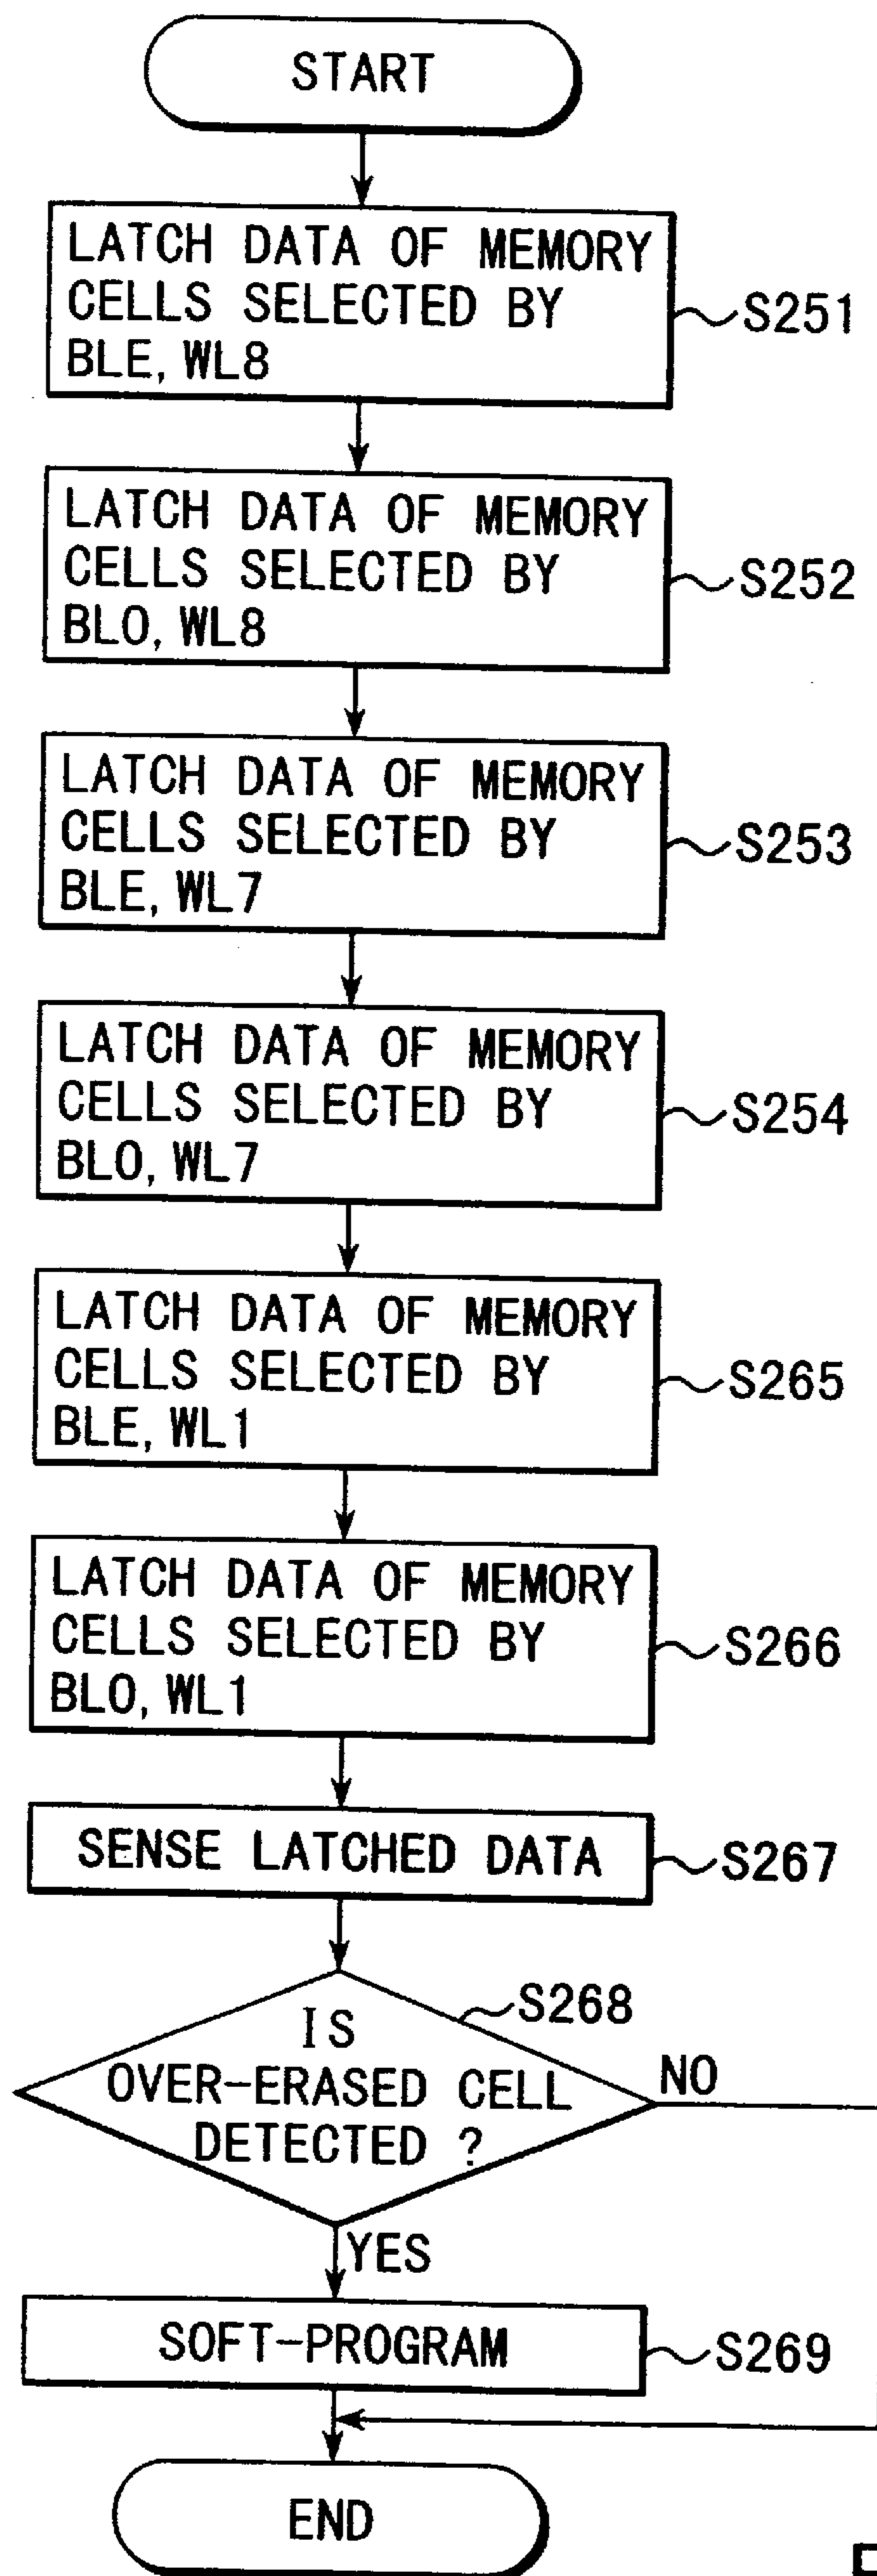 START
LATCH DATA OF MEMORY
CELLS SELECTED BY
BLE, WL8
S251
LATCH DATA OF MEMORY
CELLS SELECTED BY
BLO, WL8
S252
LATCH DATA OF MEMORY
CELLS SELECTED BY
BLE, WL7
S253
LATCH DATA OF MEMORY
CELLS SELECTED BY
BLO, WL7
S254
LATCH DATA OF MEMORY
CELLS SELECTED BY
BLE, WL1
S265
LATCH DATA OF MEMORY
CELLS SELECTED BY
BLO, WL1
S266
SENSE LATCHED DATA
S267
S268
IS
OVER-ERASED CELL
DETECTED ?
NO
YES
SOFT-PROGRAM
S269
END